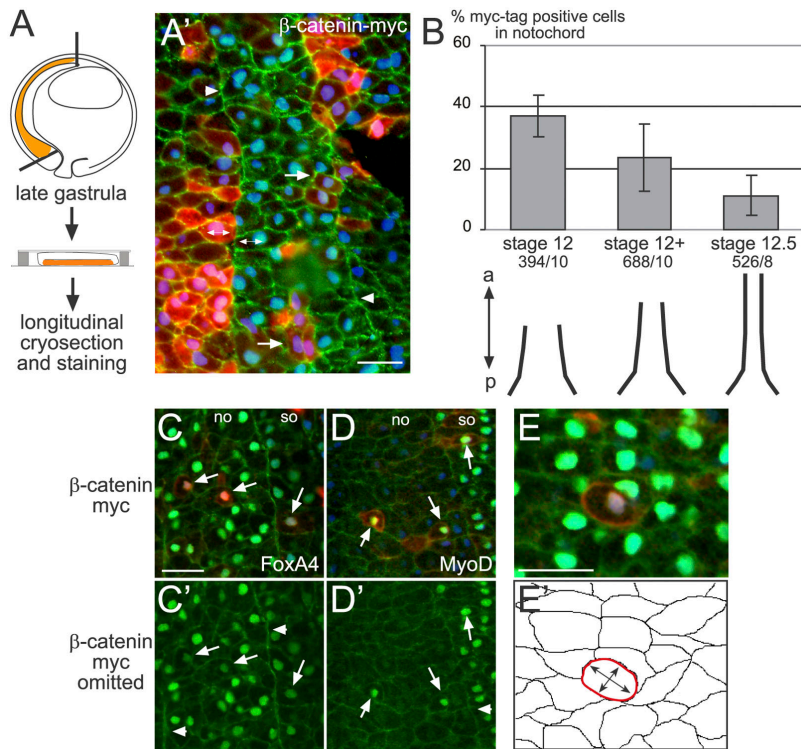 A
late gastrula
longitudinal
cryosection
and staining
A'
β-catenin-myc
B
% myc-tag positive cells
in notochord
60
40
20
0
stage 12
394/10
stage 12+
688/10
stage 12.5
526/8
a
p
β-catenin
myc
C
no
so
FoxA4
D
no
so
MyoD
E
β-catenin
myc
omitted
C'
D'
E'